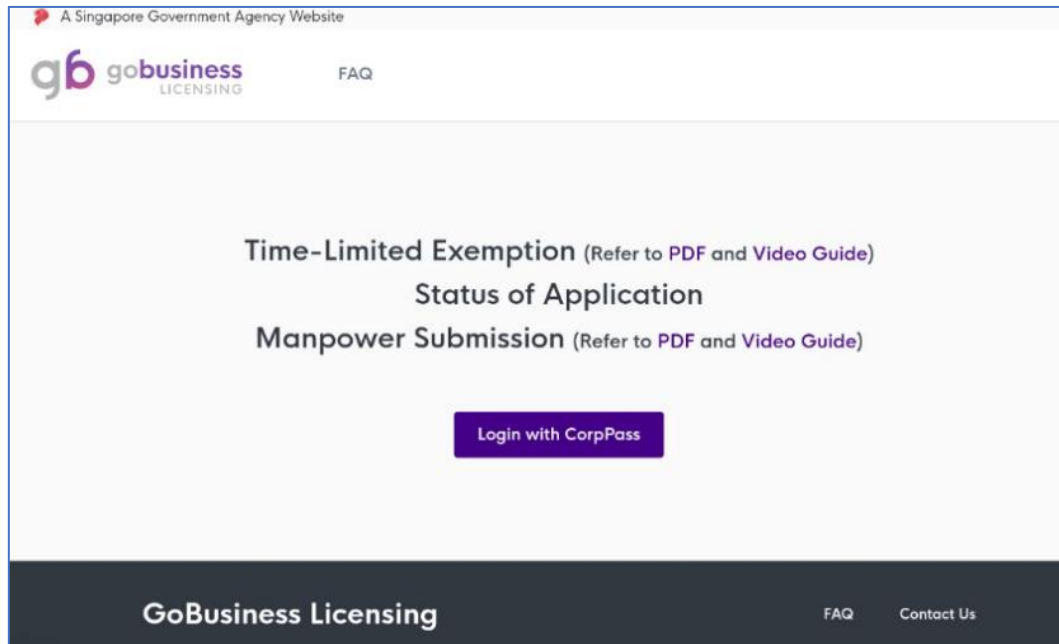 A Singapore Government Agency Website
gb gobusiness
LICENSING
FAQ
Time-Limited Exemption (Refer to PDF and Video Guide)
Status of Application
Manpower Submission (Refer to PDF and Video Guide)
Login with CorpPass
GoBusiness Licensing
FAQ
Contact Us